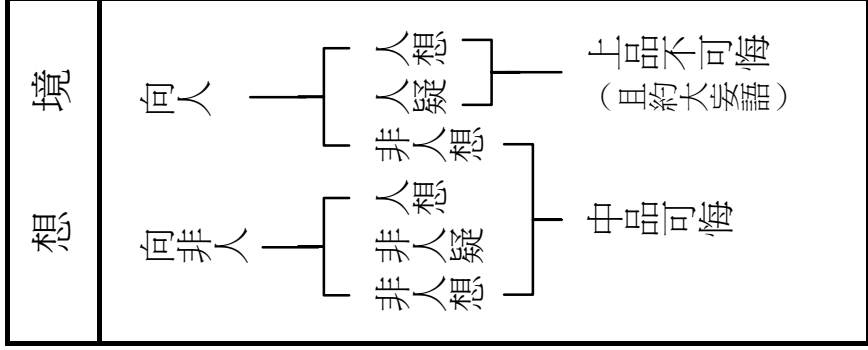 境想
向人
人想
人疑
非人想
向非人
人想
非人疑
非人想
上品不可悔
（且約大妄語）
中品可悔